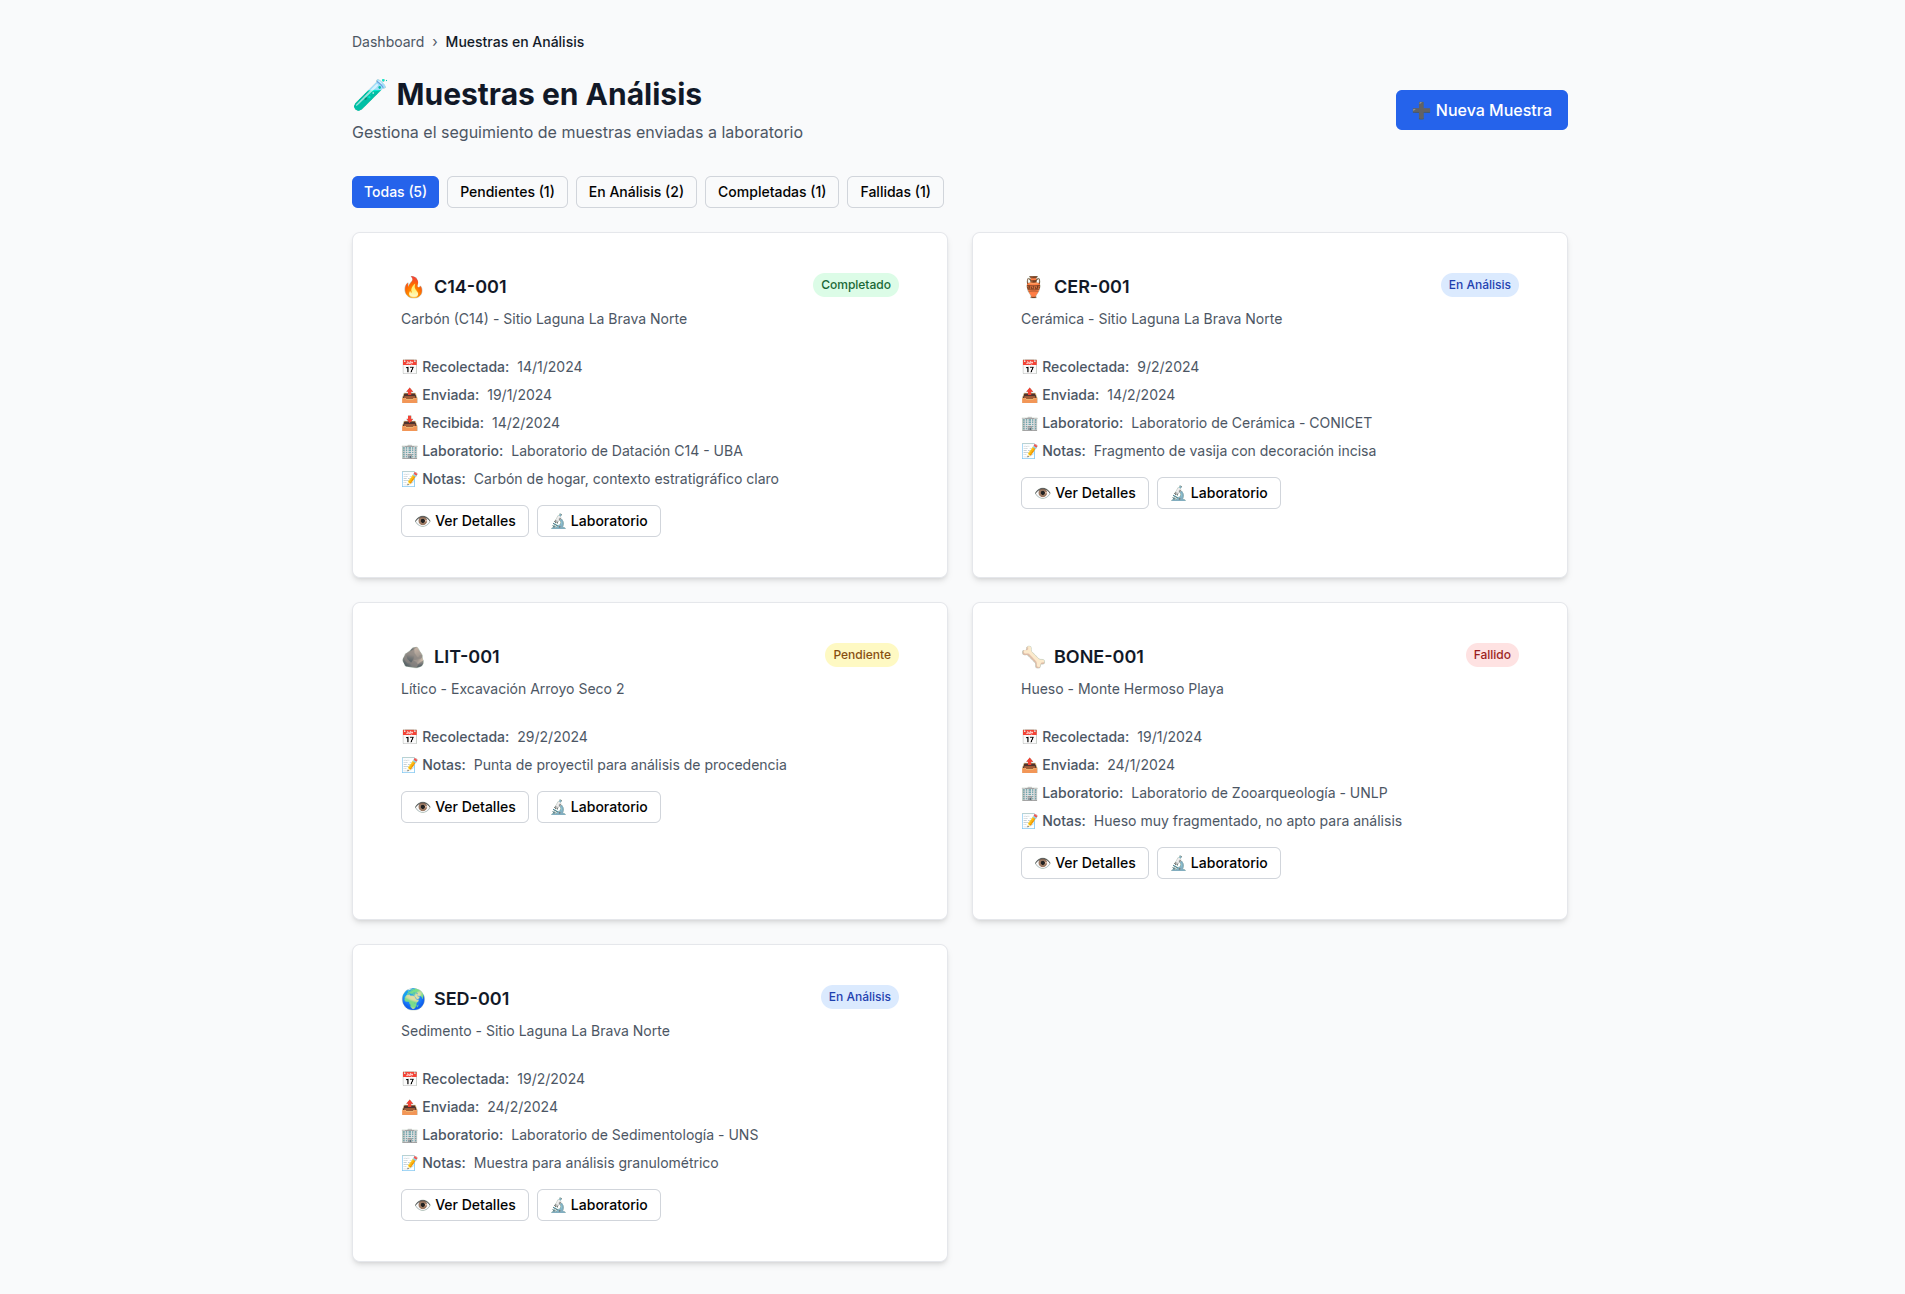 Dashboard › Muestras en Análisis
🧪 Muestras en Análisis
Gestiona el seguimiento de muestras enviadas a laboratorio
➕ Nueva Muestra
Todas (5) Pendientes (1) En Análisis (2) Completadas (1) Fallidas (1)
🔥 C14-001 Completado
Carbón (C14) - Sitio Laguna La Brava Norte
📅 Recolectada: 14/1/2024
📤 Enviada: 19/1/2024
📥 Recibida: 14/2/2024
🏢 Laboratorio: Laboratorio de Datación C14 - UBA
📝 Notas: Carbón de hogar, contexto estratigráfico claro
👁️ Ver Detalles 🔬 Laboratorio
🏺 CER-001 En Análisis
Cerámica - Sitio Laguna La Brava Norte
📅 Recolectada: 9/2/2024
📤 Enviada: 14/2/2024
🏢 Laboratorio: Laboratorio de Cerámica - CONICET
📝 Notas: Fragmento de vasija con decoración incisa
👁️ Ver Detalles 🔬 Laboratorio
🪨 LIT-001 Pendiente
Lítico - Excavación Arroyo Seco 2
📅 Recolectada: 29/2/2024
📝 Notas: Punta de proyectil para análisis de procedencia
👁️ Ver Detalles 🔬 Laboratorio
🦴 BONE-001 Fallido
Hueso - Monte Hermoso Playa
📅 Recolectada: 19/1/2024
📤 Enviada: 24/1/2024
🏢 Laboratorio: Laboratorio de Zooarqueología - UNLP
📝 Notas: Hueso muy fragmentado, no apto para análisis
👁️ Ver Detalles 🔬 Laboratorio
🌍 SED-001 En Análisis
Sedimento - Sitio Laguna La Brava Norte
📅 Recolectada: 19/2/2024
📤 Enviada: 24/2/2024
🏢 Laboratorio: Laboratorio de Sedimentología - UNS
📝 Notas: Muestra para análisis granulométrico
👁️ Ver Detalles 🔬 Laboratorio